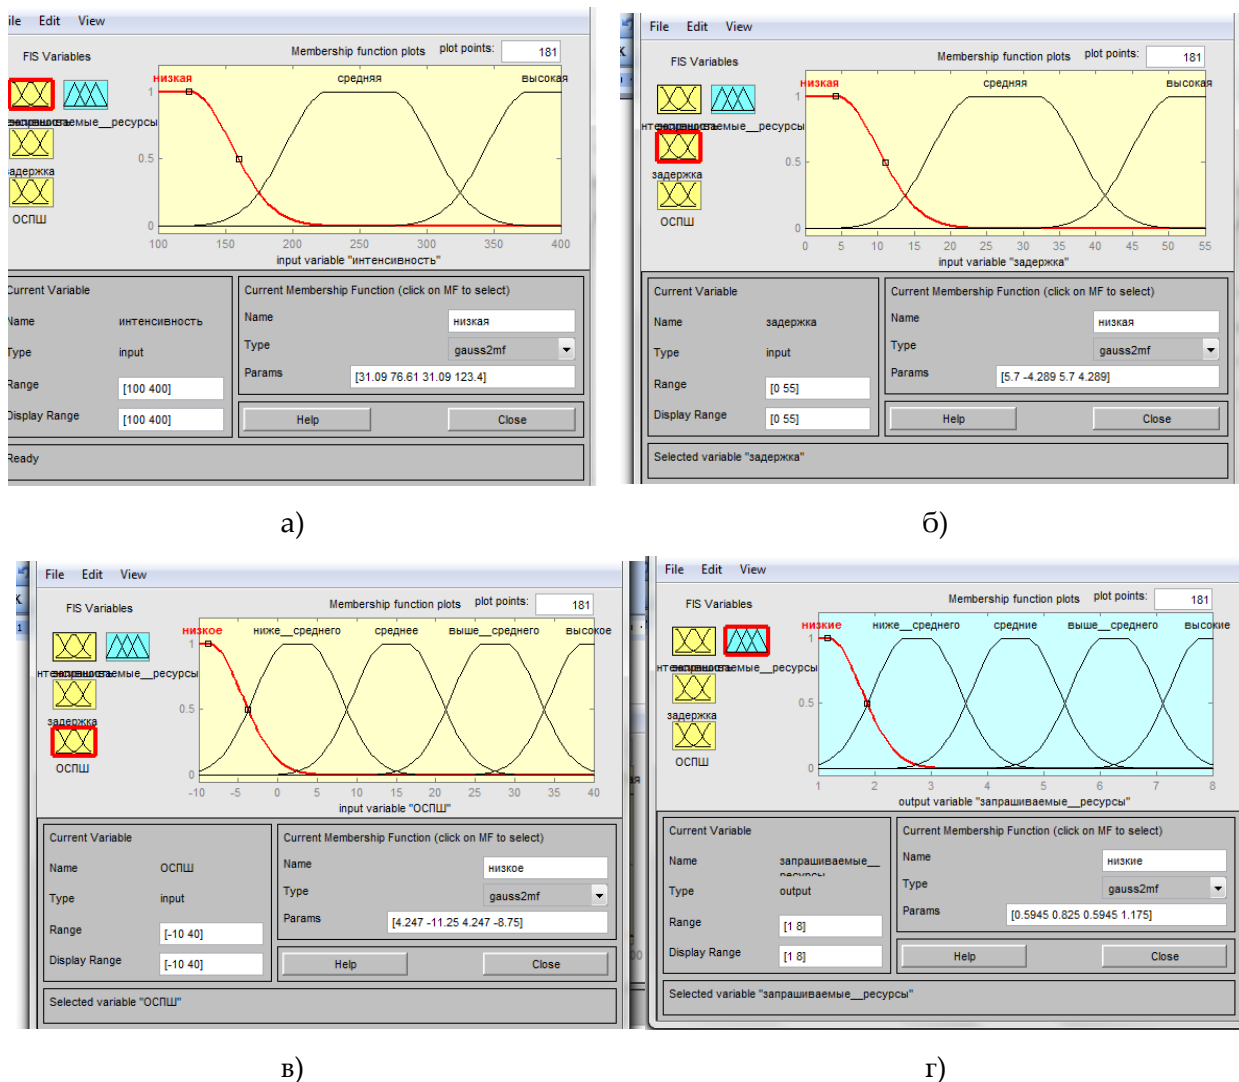 ile Edit View
FIS Variables
Membership function plots plot points: 181
низкая средняя высокая
1
0.5
0
задержка
ОСПШ
100 150 200 250 300 350 400
input variable "интенсивность"
Current Variable
Name интенсивность
Type input
Range [100 400]
Display Range [100 400]
Current Membership Function (click on MF to select)
Name низкая
Type gauss2mf
Params [31.09 76.61 31.09 123.4]
Help Close
Ready
а)
File Edit View
FIS Variables
Membership function plots plot points: 181
низкая средняя высокая
1
0.5
0
задержка
ОСПШ
0 5 10 15 20 25 30 35 40 45 50 55
input variable "задержка"
Current Variable
Name задержка
Type input
Range [0 55]
Display Range [0 55]
Current Membership Function (click on MF to select)
Name низкая
Type gauss2mf
Params [5.7 -4.289 5.7 4.289]
Help Close
Selected variable "задержка"
б)
File Edit View
FIS Variables
Membership function plots plot points: 181
низкое ниже__среднего среднее выше__среднего высокое
1
0.5
0
задержка
ОСПШ
-10 -5 0 5 10 15 20 25 30 35 40
input variable "ОСПШ"
Current Variable
Name ОСПШ
Type input
Range [-10 40]
Display Range [-10 40]
Current Membership Function (click on MF to select)
Name низкое
Type gauss2mf
Params [4.247 -11.25 4.247 -8.75]
Help Close
Selected variable "ОСПШ"
в)
File Edit View
FIS Variables
Membership function plots plot points: 181
низкие ниже__среднего средние выше__среднего высокие
1
0.5
0
задержка
ОСПШ
1 2 3 4 5 6 7 8
output variable "запрашиваемые__ресурсы"
Current Variable
Name запрашиваемые__
ресурсы
Type output
Range [1 8]
Display Range [1 8]
Current Membership Function (click on MF to select)
Name низкие
Type gauss2mf
Params [0.5945 0.825 0.5945 1.175]
Help Close
Selected variable "запрашиваемые__ресурсы"
г)